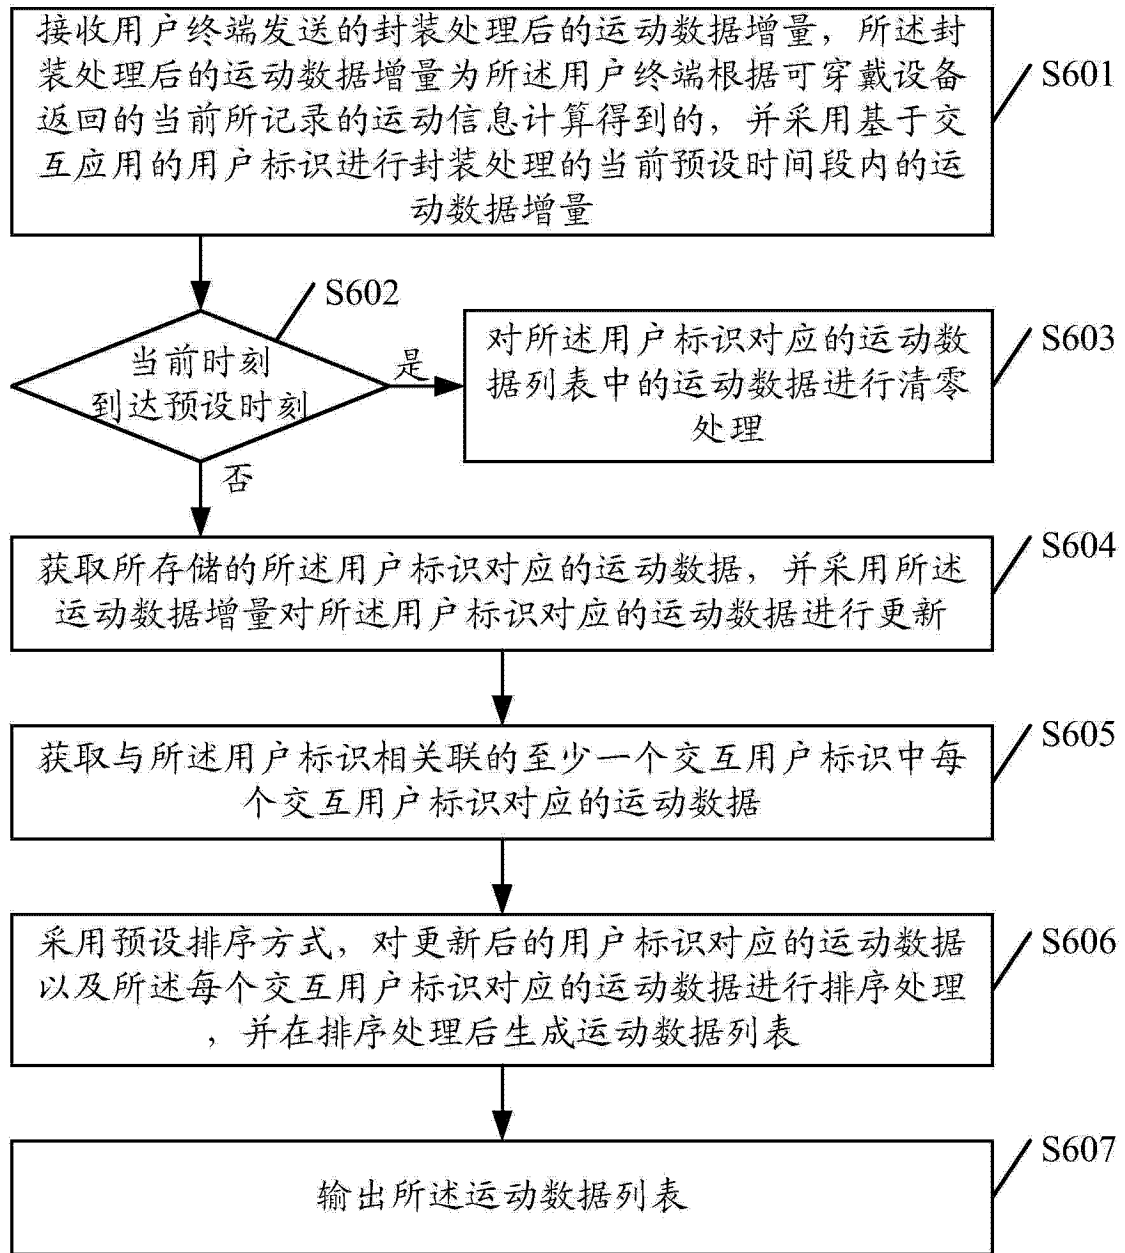 接收用户终端发送的封装处理后的运动数据增量，所述封
装处理后的运动数据增量为所述用户终端根据可穿戴设备
返回的当前所记录的运动信息计算得到的，并采用基于交
互应用的用户标识进行封装处理的当前预设时间段内的运
动数据增量
S601
S602
当前时刻
到达预设时刻
是
对所述用户标识对应的运动数
据列表中的运动数据进行清零
处理
S603
否
获取所存储的所述用户标识对应的运动数据，并采用所述
运动数据增量对所述用户标识对应的运动数据进行更新
S604
获取与所述用户标识相关联的至少一个交互用户标识中每
个交互用户标识对应的运动数据
S605
采用预设排序方式，对更新后的用户标识对应的运动数据
以及所述每个交互用户标识对应的运动数据进行排序处理
，并在排序处理后生成运动数据列表
S606
输出所述运动数据列表
S607